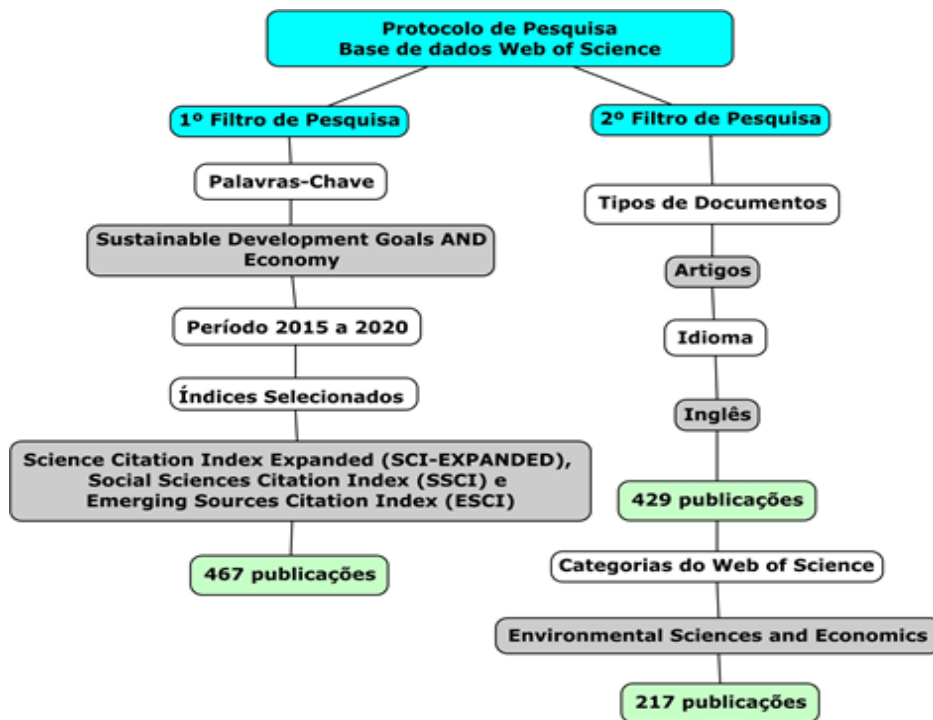 Protocolo de Pesquisa
Base de dados Web of Science
1º Filtro de Pesquisa
Palavras-Chave
Sustainable Development Goals AND
Economy
Período 2015 a 2020
Índices Selecionados
Science Citation Index Expanded (SCI-EXPANDED),
Social Sciences Citation Index (SSCI) e
Emerging Sources Citation Index (ESCI)
467 publicações
2º Filtro de Pesquisa
Tipos de Documentos
Artigos
Idioma
Inglês
429 publicações
Categorias do Web of Science
Environmental Sciences and Economics
217 publicações